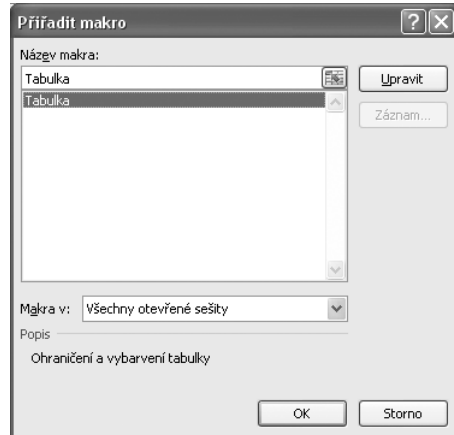 Přiřadit makro
Název makra:
Tabulka
Upravit
Tabulka
Záznam...
Makra v: Všechny otevřené sešity
Popis
Ohraničení a vybarvení tabulky
OK Storno